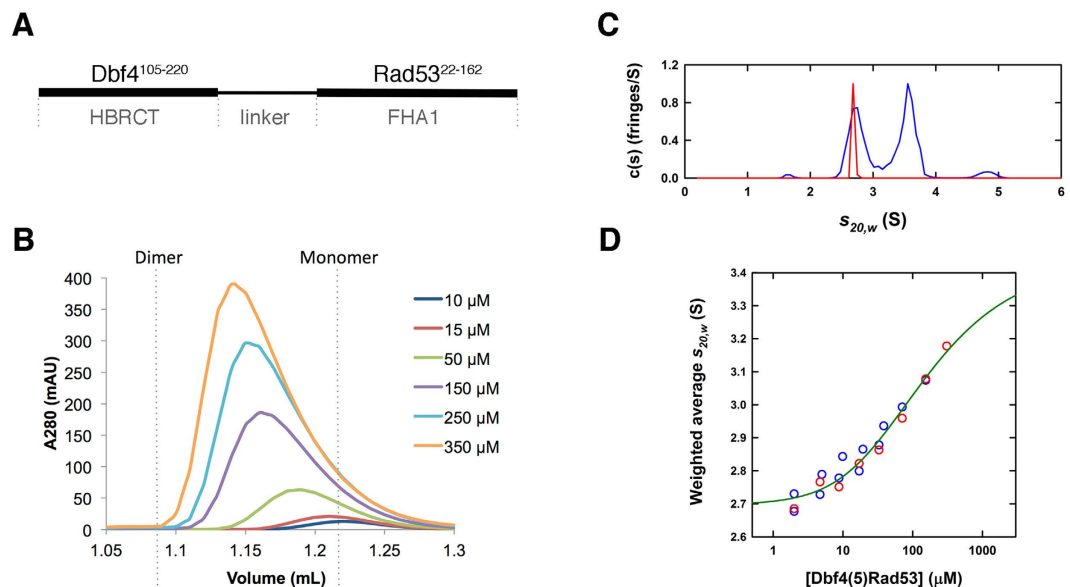 A
Dbf4105-220
Rad5322-162
HBRCT
linker
FHA1
B
Dimer
Monomer
A280 (mAU)
400
350
300
250
200
150
100
50
0
1.05
1.1
1.15
1.2
1.25
1.3
Volume (mL)
10 µM
15 µM
50 µM
150 µM
250 µM
350 µM
C
c(s) (fringes/S)
1.2
0.8
0.4
0.0
0
1
2
3
4
5
6
s20,w (S)
D
Weighted average s20,w (S)
3.4
3.3
3.2
3.1
3.0
2.9
2.8
2.7
2.6
1
10
100
1000
[Dbf4(5)Rad53] (µM)